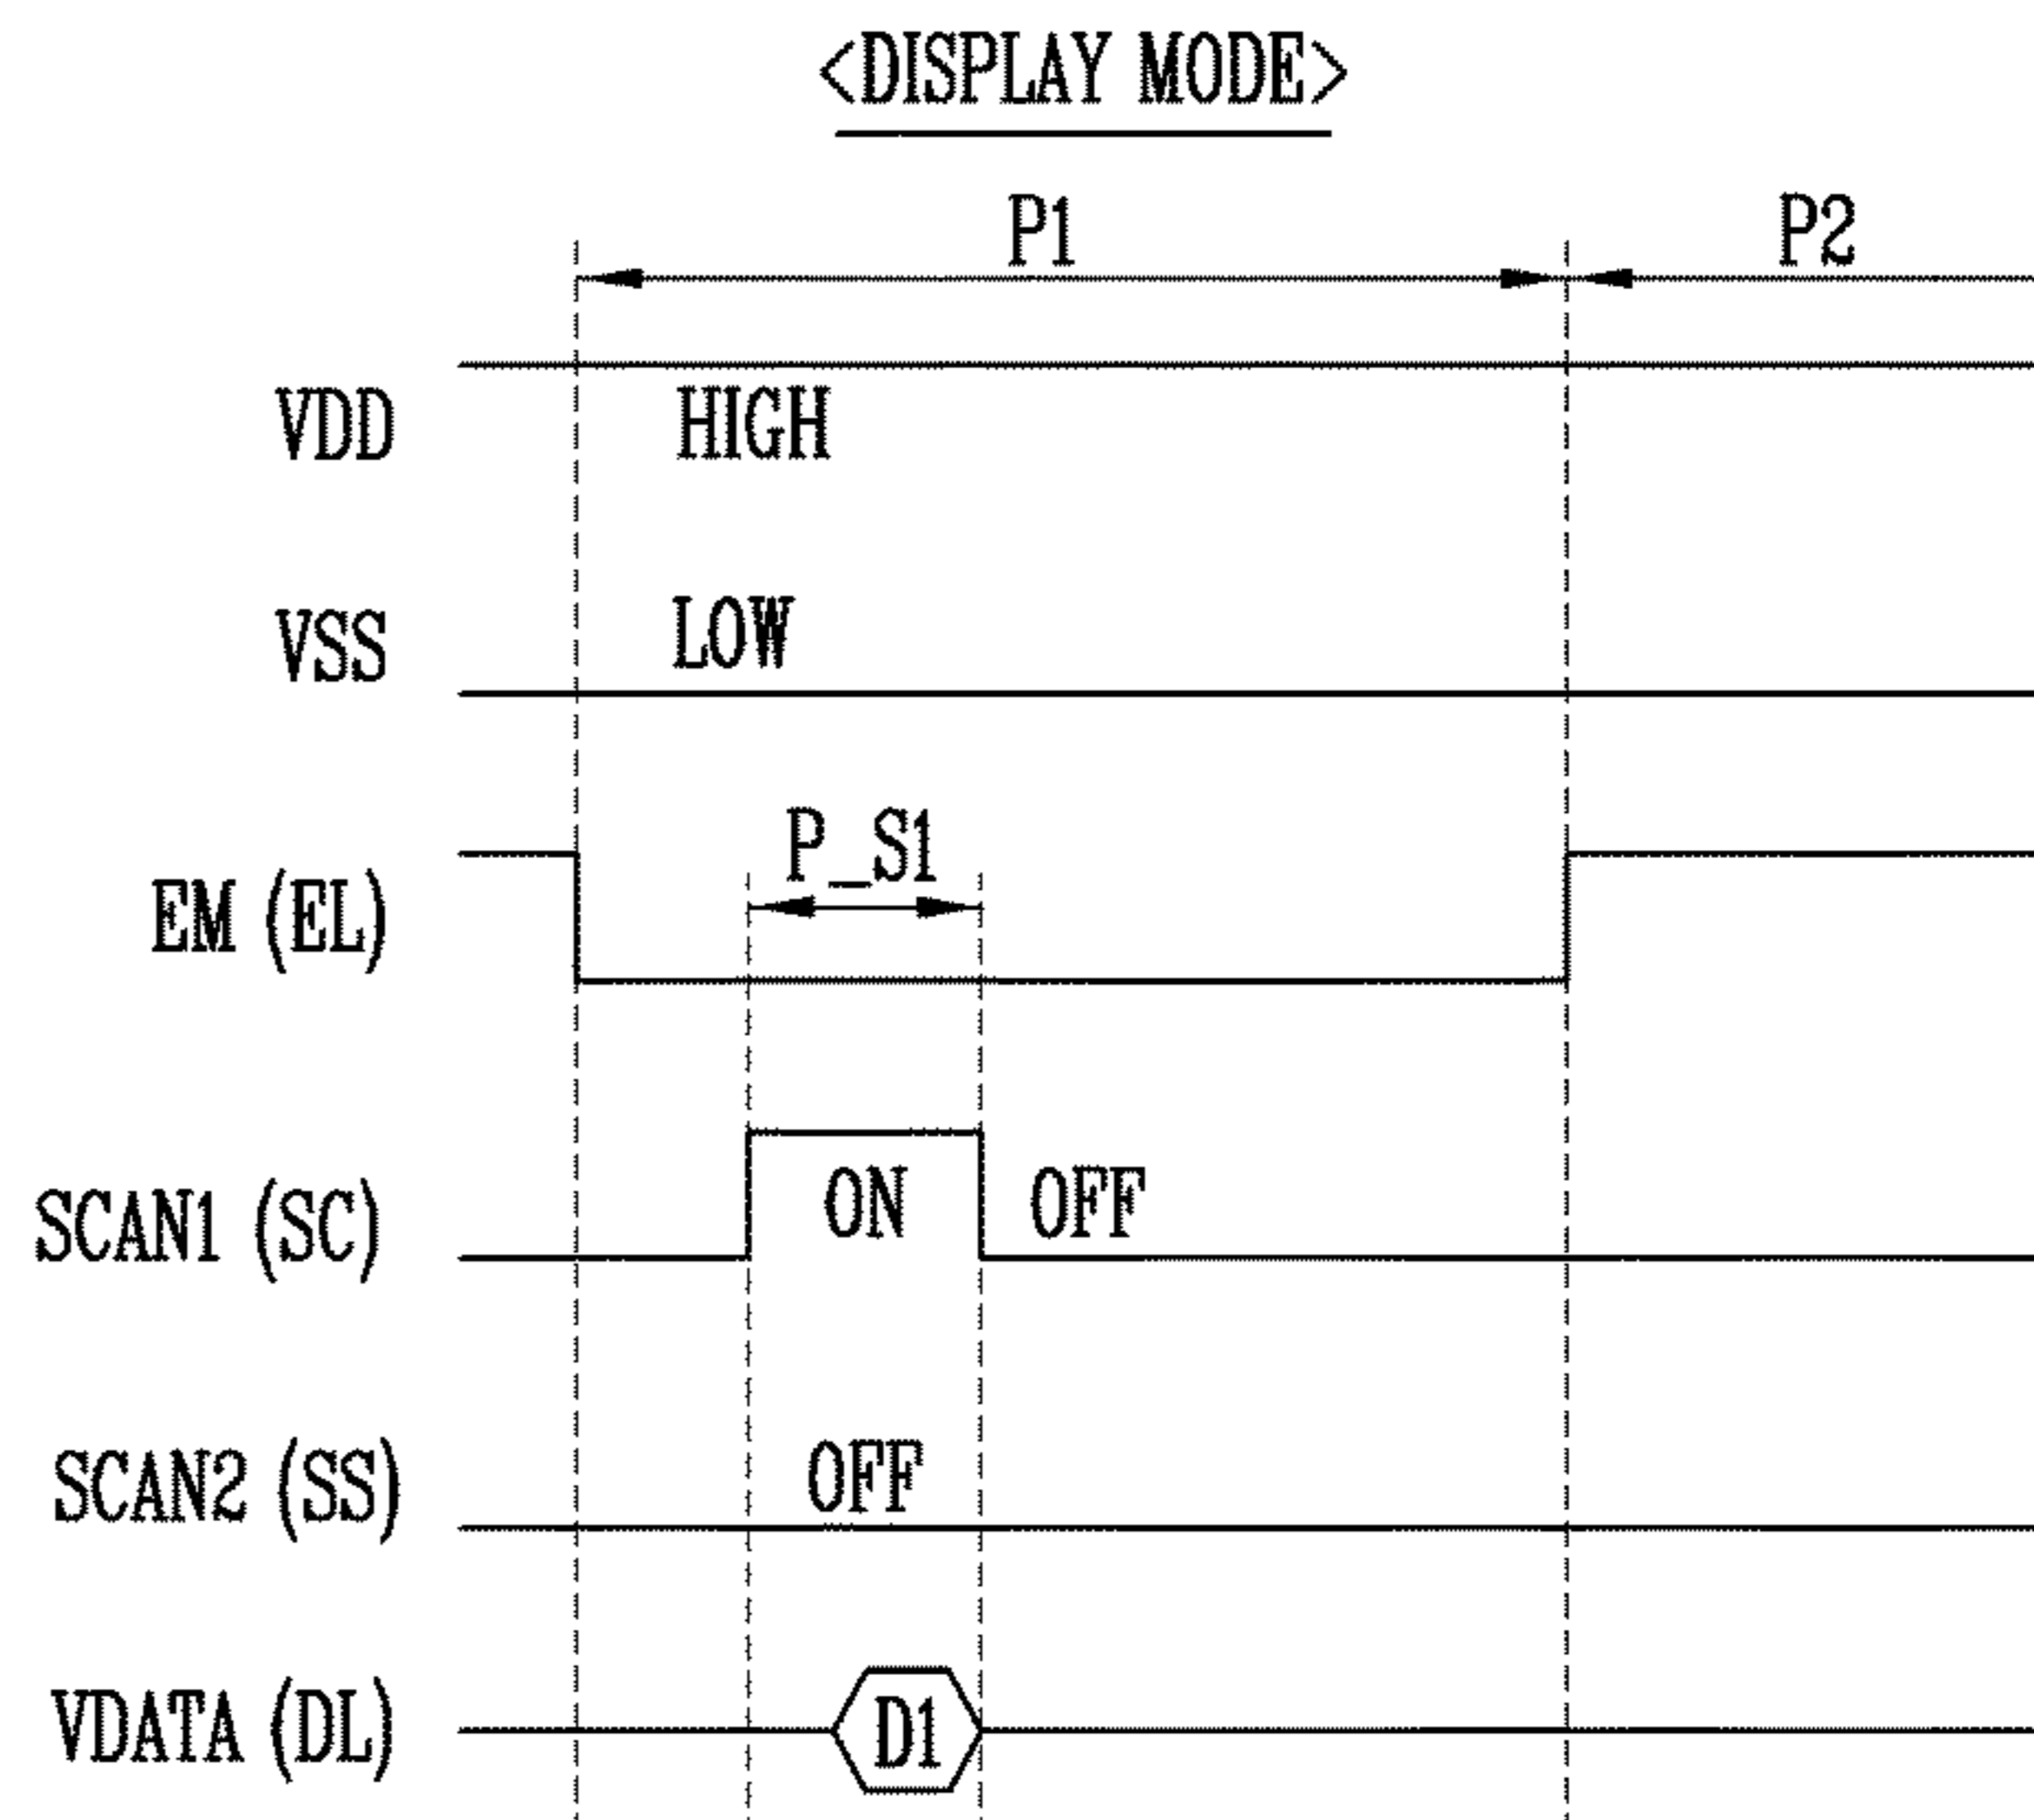 <DISPLAY MODE>
P1 P2
VDD HIGH
VSS LOW
P_S1
EM (EL)
SCAN1 (SC) ON OFF
SCAN2 (SS) OFF
VDATA (DL) D1